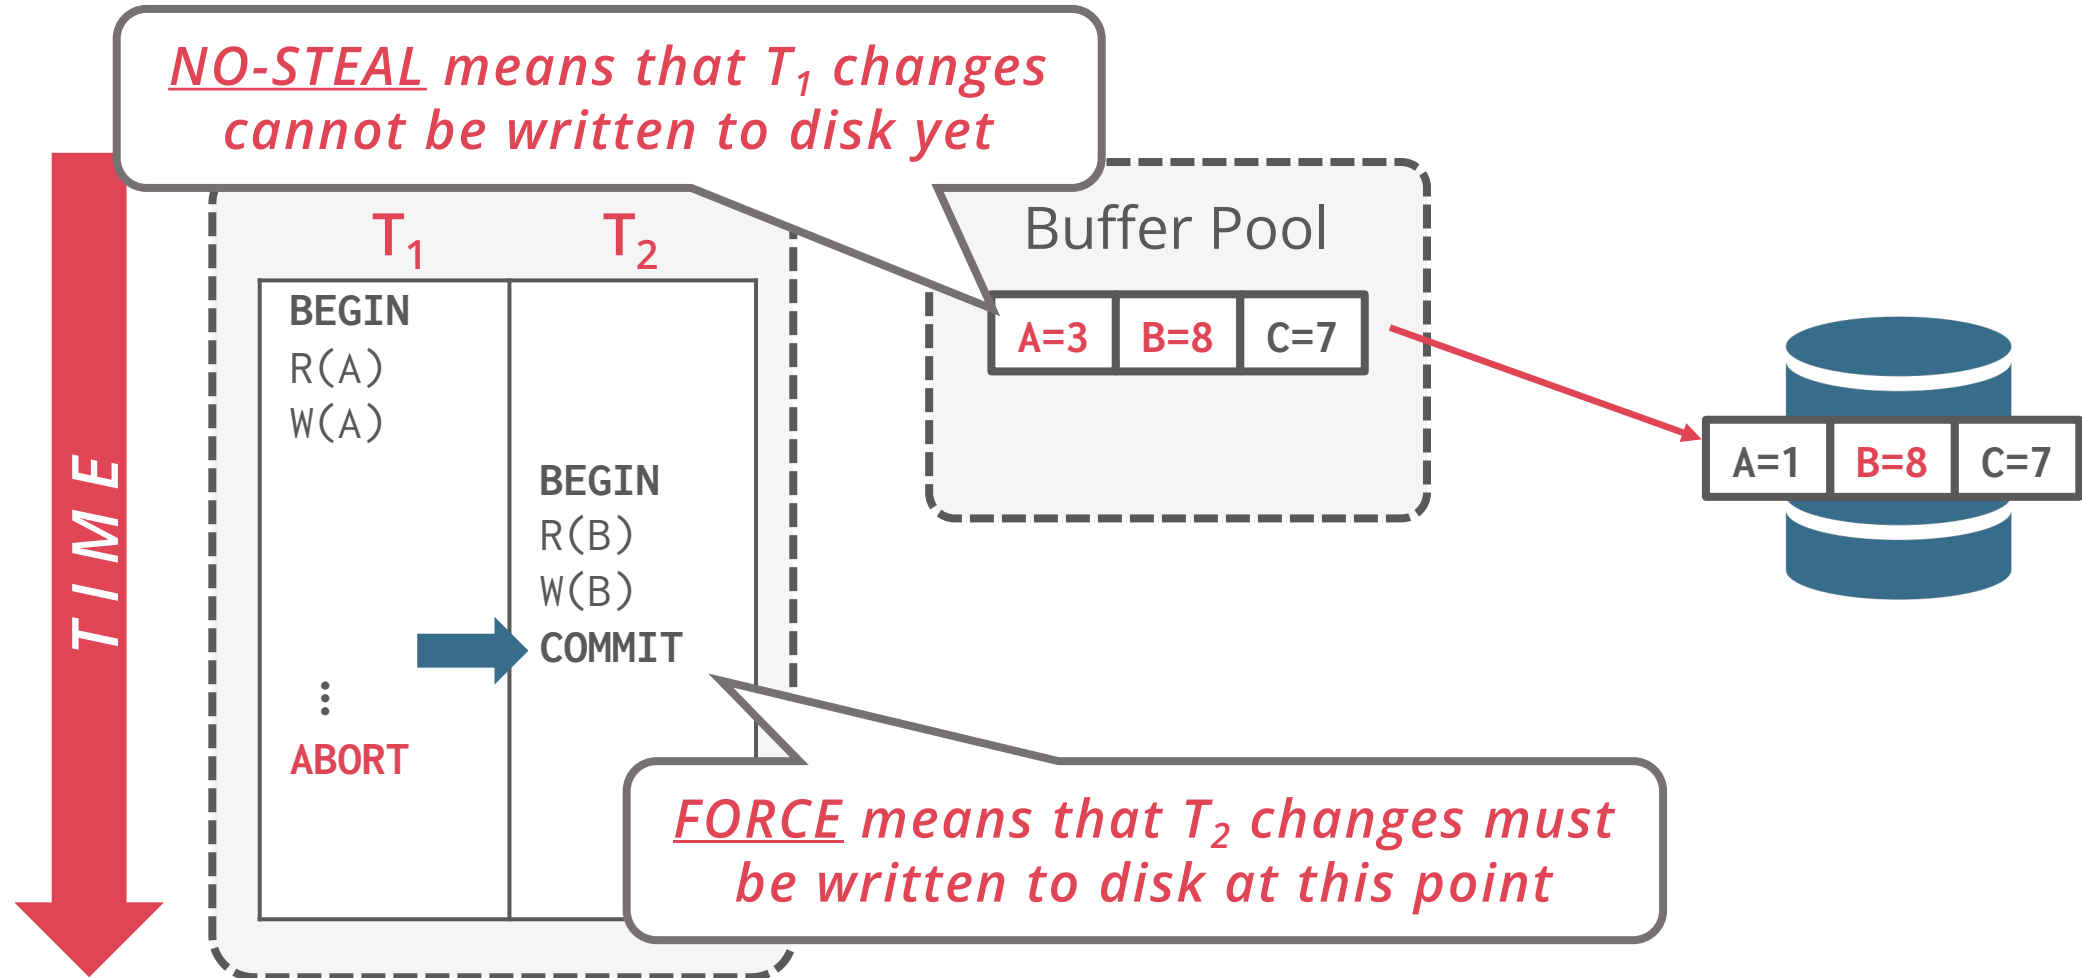 NO-STEAL means that T1 changes
cannot be written to disk yet
TIME
T1
T2
BEGIN
R(A)
W(A)
⋮
ABORT
BEGIN
R(B)
W(B)
COMMIT
Buffer Pool
A=3 B=8 C=7
A=1 B=8 C=7
FORCE means that T2 changes must
be written to disk at this point